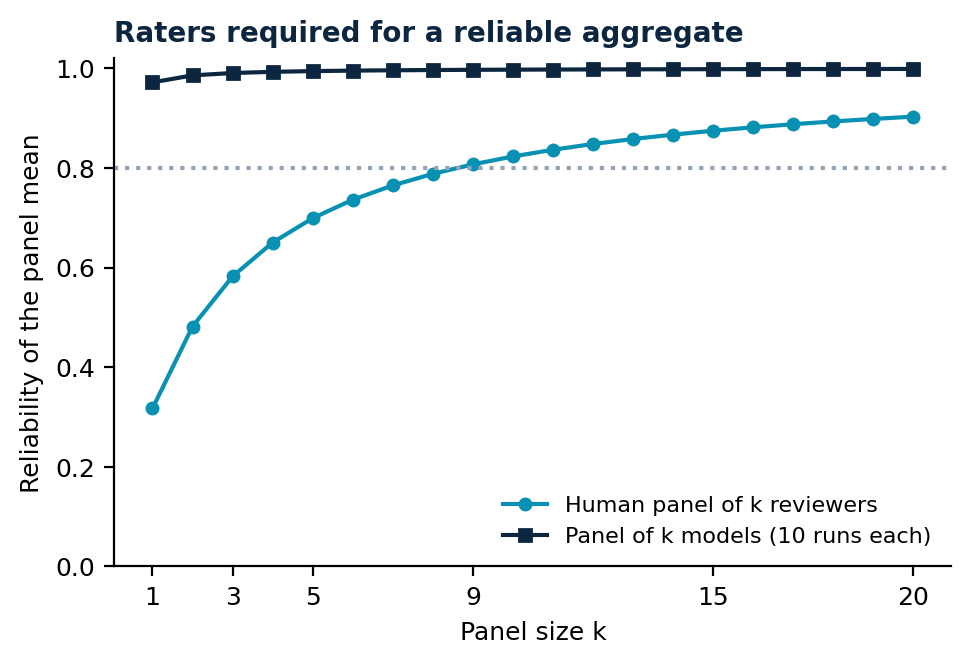 Raters required for a reliable aggregate
Reliability of the panel mean
1.0
0.8
0.6
0.4
0.2
0.0
Human panel of k reviewers
Panel of k models (10 runs each)
1 3 5 9 15 20
Panel size k